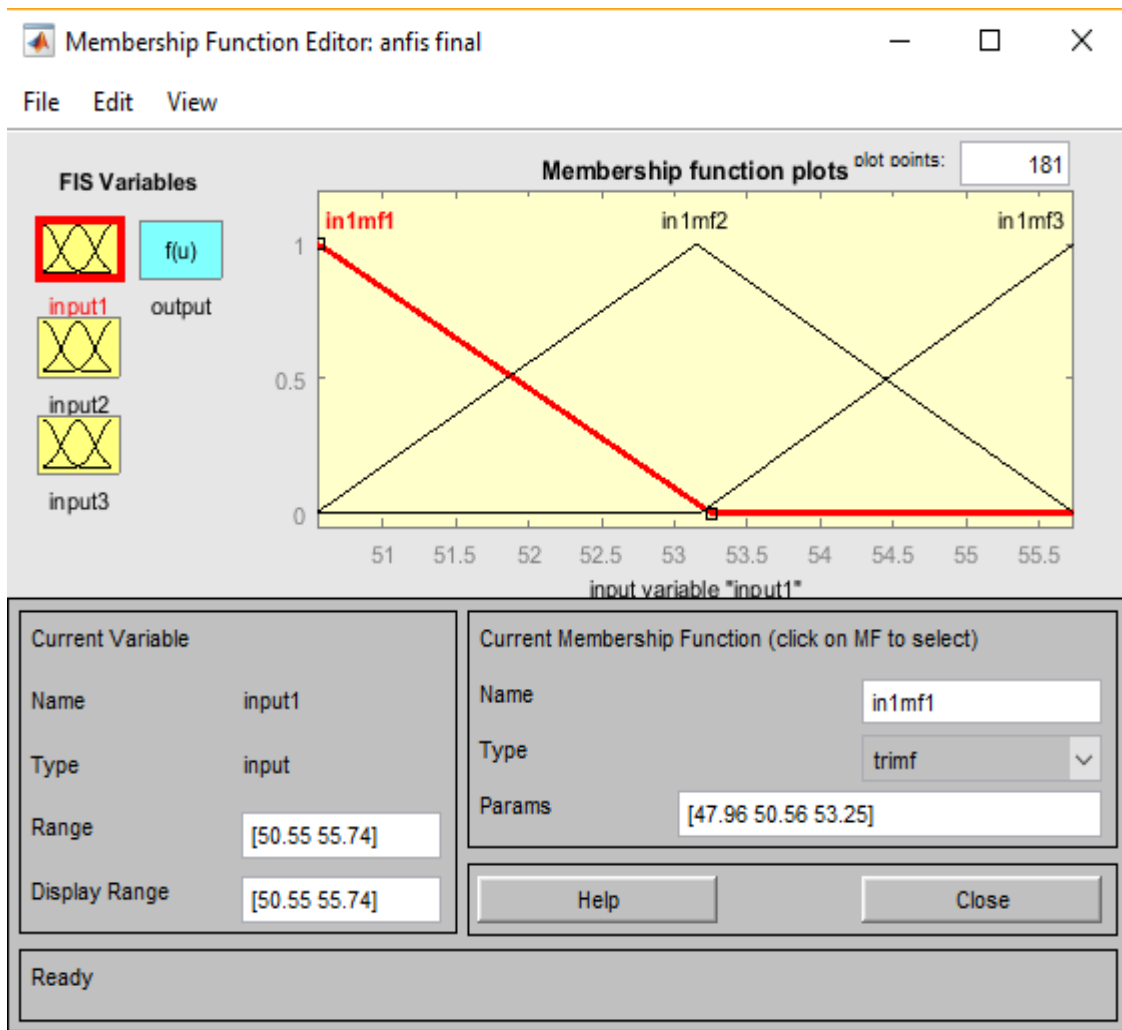 Membership Function Editor: anfis final
File Edit View
FIS Variables
f(u)
input1 output
input2
input3
Membership function plots plot points: 181
in1mf1 in1mf2 in1mf3
1
0.5
0
51 51.5 52 52.5 53 53.5 54 54.5 55 55.5
input variable "input1"
Current Variable
Name input1
Type input
Range [50.55 55.74]
Display Range [50.55 55.74]
Current Membership Function (click on MF to select)
Name in1mf1
Type trimf
Params [47.96 50.56 53.25]
Help Close
Ready